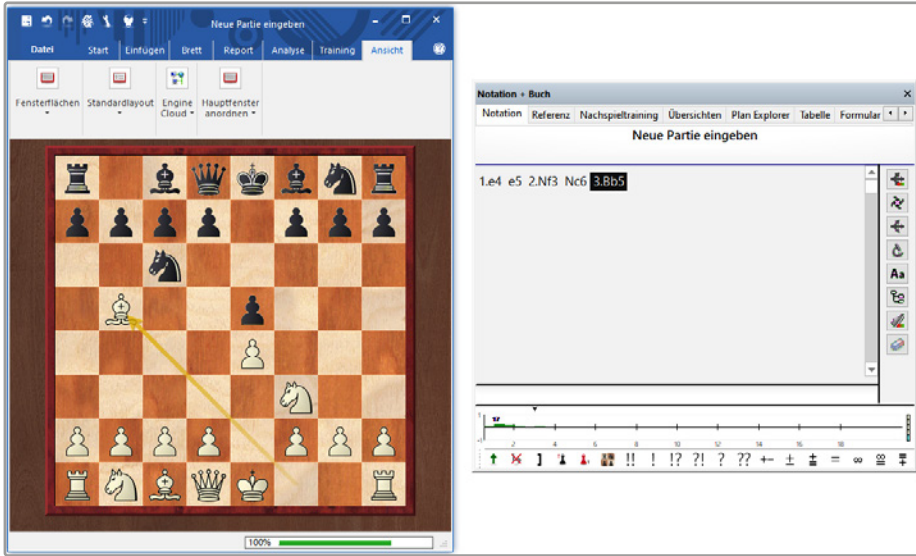 Neue Partie eingeben
Datei Start Einfügen Brett Report Analyse Training Ansicht
Fensterflächen Standardlayout Engine Cloud Hauptfenster anordnen
100%
Notation + Buch
Notation Referenz Nachspieltraining Übersichten Plan Explorer Tabelle Formular
Neue Partie eingeben
1.e4 e5 2.Nf3 Nc6 3.Bb5
Aa
2 4 6 8 10 12 14 16 18
!! ! !? ?! ? ?? +− ± ⩲ = ∞